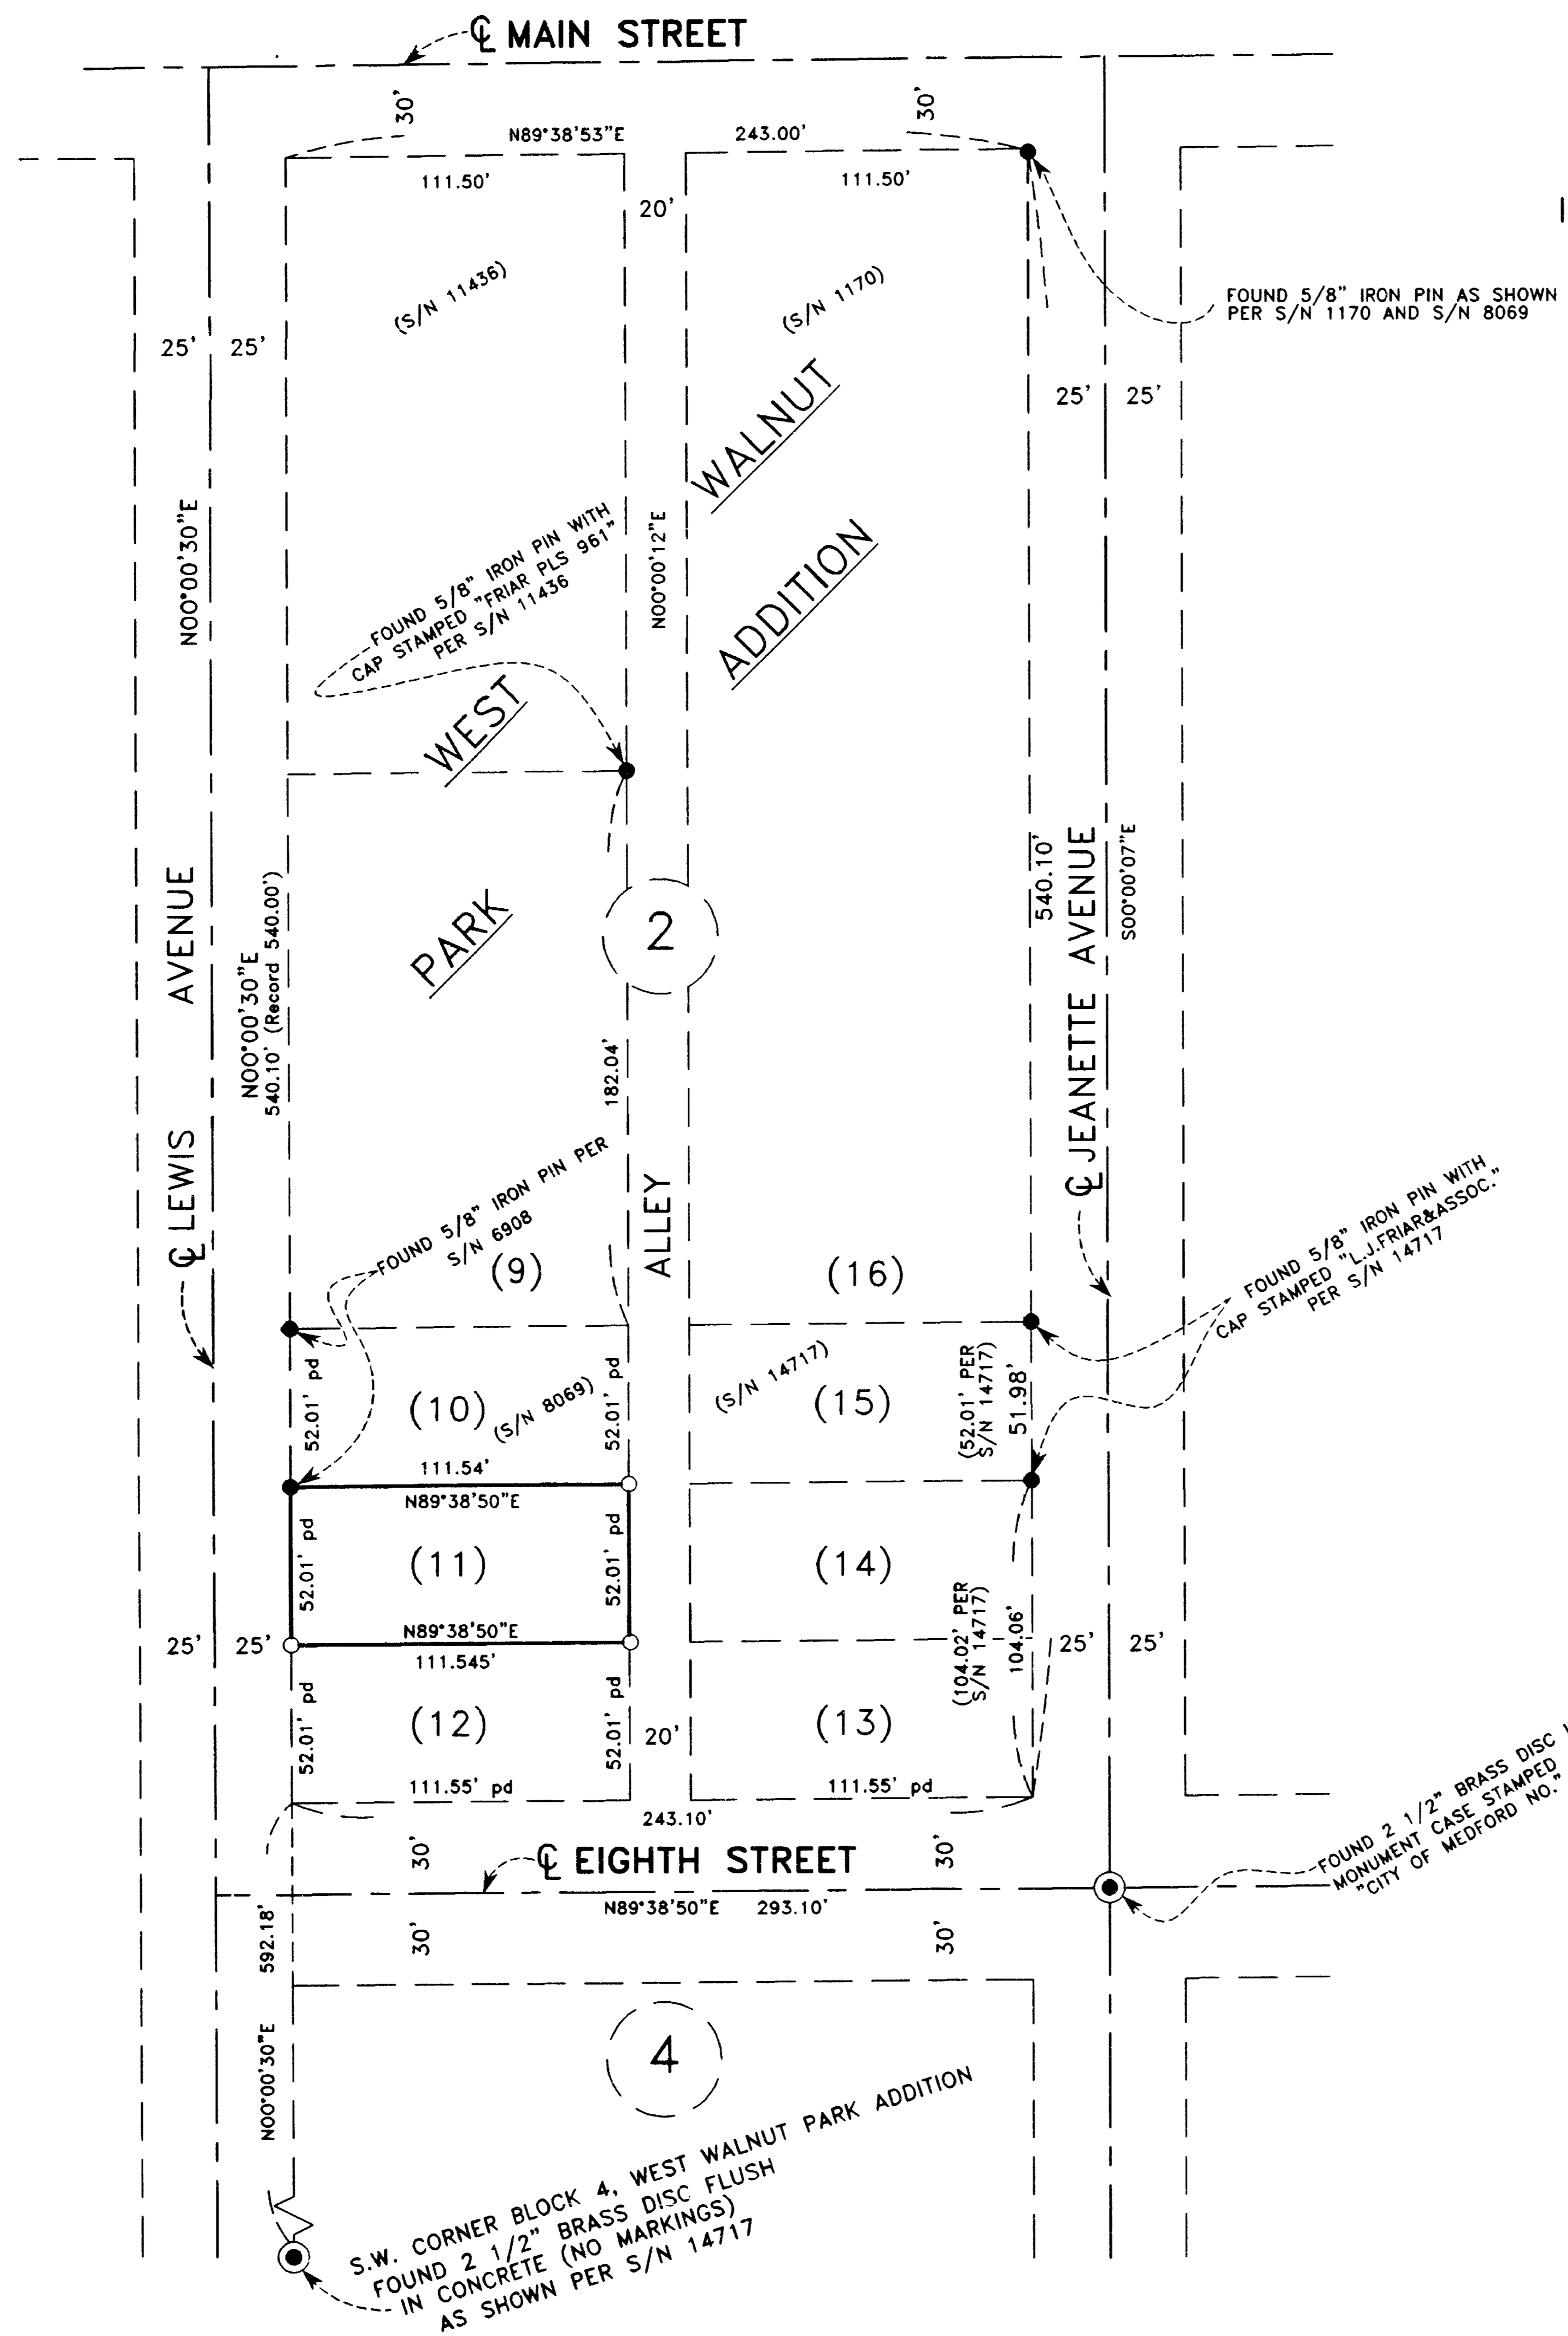 ℄ MAIN STREET
30'
30'
N89°38'53"E
243.00'
111.50'
111.50'
20'
(S/N 11436)
(S/N 1170)
FOUND 5/8" IRON PIN AS SHOWN
PER S/N 1170 AND S/N 8069
25'
25'
25'
25'
WALNUT
ADDITION
N00°00'30"E
N00°00'12"E
FOUND 5/8" IRON PIN WITH
CAP STAMPED "FRIAR PLS 961"
PER S/N 11436
WEST
PARK
2
540.10'
℄ JEANETTE AVENUE
S00°00'07"E
℄ LEWIS AVENUE
N00°00'30"E
540.10' (Record 540.00')
182.04'
ALLEY
FOUND 5/8" IRON PIN PER
S/N 6908
FOUND 5/8" IRON PIN WITH
CAP STAMPED "L.J.FRIAR&ASSOC."
PER S/N 14717
(9)
(16)
52.01' pd
(10)
(S/N 8069)
52.01' pd
(S/N 14717)
(15)
(52.01' PER
S/N 14717)
51.98'
111.54'
N89°38'50"E
52.01' pd
(11)
52.01' pd
(14)
N89°38'50"E
111.545'
25'
25'
(104.02' PER
S/N 14717)
104.06'
25'
25'
52.01' pd
(12)
52.01' pd
20'
(13)
111.55' pd
111.55' pd
243.10'
30'
℄ EIGHTH STREET
30'
N89°38'50"E
293.10'
30'
30'
FOUND 2 1/2" BRASS DISC
MONUMENT CASE STAMPED
"CITY OF MEDFORD NO."
592.18'
N00°00'30"E
4
S.W. CORNER BLOCK 4, WEST WALNUT PARK ADDITION
FOUND 2 1/2" BRASS DISC FLUSH
IN CONCRETE (NO MARKINGS)
AS SHOWN PER S/N 14717